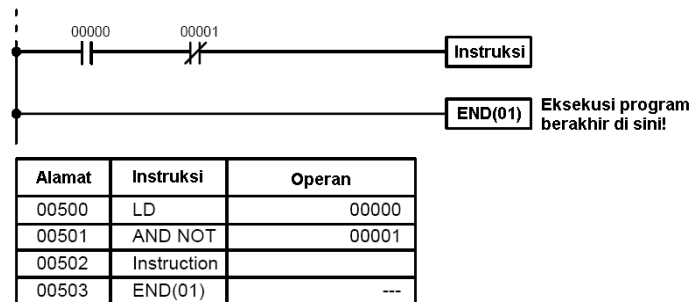 00000 00001
Instruksi
END(01) Eksekusi program
berakhir di sini!
Alamat Instruksi Operan
00500 LD 00000
00501 AND NOT 00001
00502 Instruction
00503 END(01) ---